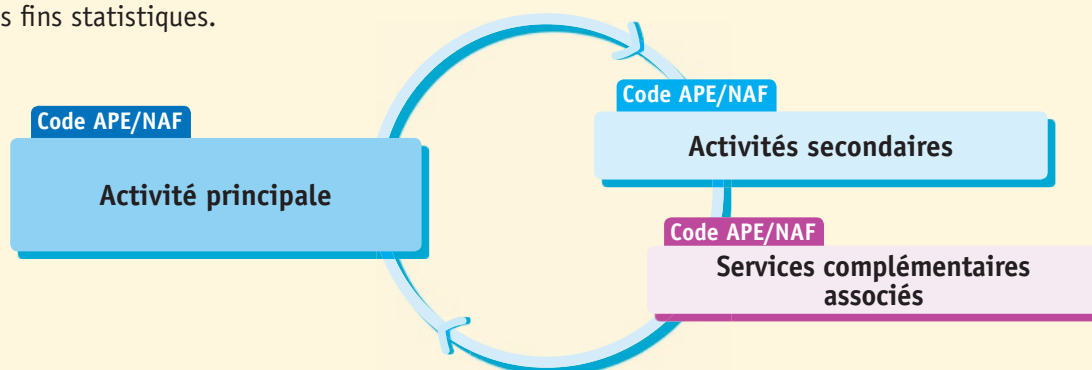 s fins statistiques.
Code APE/NAF
Activité principale
Code APE/NAF
Activités secondaires
Code APE/NAF
Services complémentaires
associés